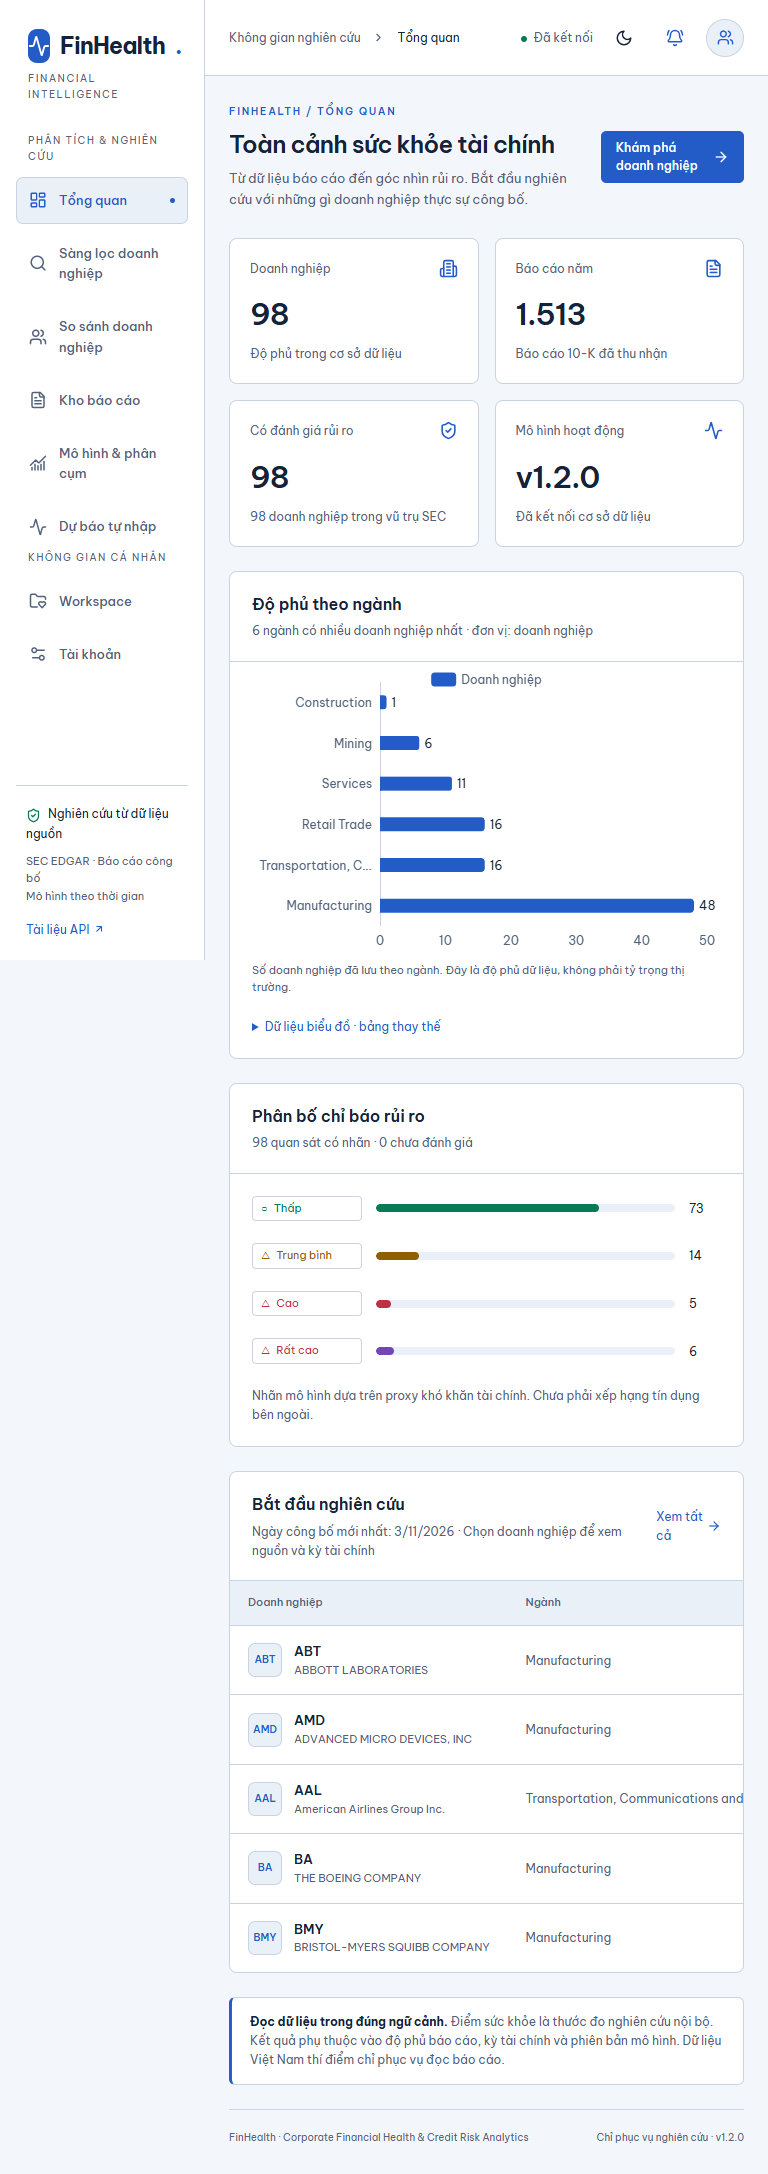 FinHealth .
FINANCIAL
INTELLIGENCE
PHÂN TÍCH & NGHIÊN
CỨU
Tổng quan
Sàng lọc doanh
nghiệp
So sánh doanh
nghiệp
Kho báo cáo
Mô hình & phân
cụm
Dự báo tự nhập
KHÔNG GIAN CÁ NHÂN
Workspace
Tài khoản
Nghiên cứu từ dữ liệu
nguồn
SEC EDGAR · Báo cáo công
bố
Mô hình theo thời gian
Tài liệu API
Không gian nghiên cứu
Tổng quan
Đã kết nối
FINHEALTH / TỔNG QUAN
Toàn cảnh sức khỏe tài chính
Từ dữ liệu báo cáo đến góc nhìn rủi ro. Bắt đầu nghiên
cứu với những gì doanh nghiệp thực sự công bố.
Khám phá
doanh nghiệp
Doanh nghiệp
98
Độ phủ trong cơ sở dữ liệu
Báo cáo năm
1.513
Báo cáo 10-K đã thu nhận
Có đánh giá rủi ro
98
98 doanh nghiệp trong vũ trụ SEC
Mô hình hoạt động
v1.2.0
Đã kết nối cơ sở dữ liệu
Độ phủ theo ngành
6 ngành có nhiều doanh nghiệp nhất · đơn vị: doanh nghiệp
Doanh nghiệp
Construction 1
Mining 6
Services 11
Retail Trade 16
Transportation, C... 16
Manufacturing 48
0 10 20 30 40 50
Số doanh nghiệp đã lưu theo ngành. Đây là độ phủ dữ liệu, không phải tỷ trọng thị
trường.
Dữ liệu biểu đồ · bảng thay thế
Phân bố chỉ báo rủi ro
98 quan sát có nhãn · 0 chưa đánh giá
○ Thấp 73
△ Trung bình 14
△ Cao 5
△ Rất cao 6
Nhãn mô hình dựa trên proxy khó khăn tài chính. Chưa phải xếp hạng tín dụng
bên ngoài.
Bắt đầu nghiên cứu
Ngày công bố mới nhất: 3/11/2026 · Chọn doanh nghiệp để xem
nguồn và kỳ tài chính
Xem tất
cả
Doanh nghiệp Ngành
ABT ABT
ABBOTT LABORATORIES
Manufacturing
AMD AMD
ADVANCED MICRO DEVICES, INC
Manufacturing
AAL AAL
American Airlines Group Inc.
Transportation, Communications and
BA BA
THE BOEING COMPANY
Manufacturing
BMY BMY
BRISTOL-MYERS SQUIBB COMPANY
Manufacturing
Đọc dữ liệu trong đúng ngữ cảnh. Điểm sức khỏe là thước đo nghiên cứu nội bộ.
Kết quả phụ thuộc vào độ phủ báo cáo, kỳ tài chính và phiên bản mô hình. Dữ liệu
Việt Nam thí điểm chỉ phục vụ đọc báo cáo.
FinHealth · Corporate Financial Health & Credit Risk Analytics
Chỉ phục vụ nghiên cứu · v1.2.0